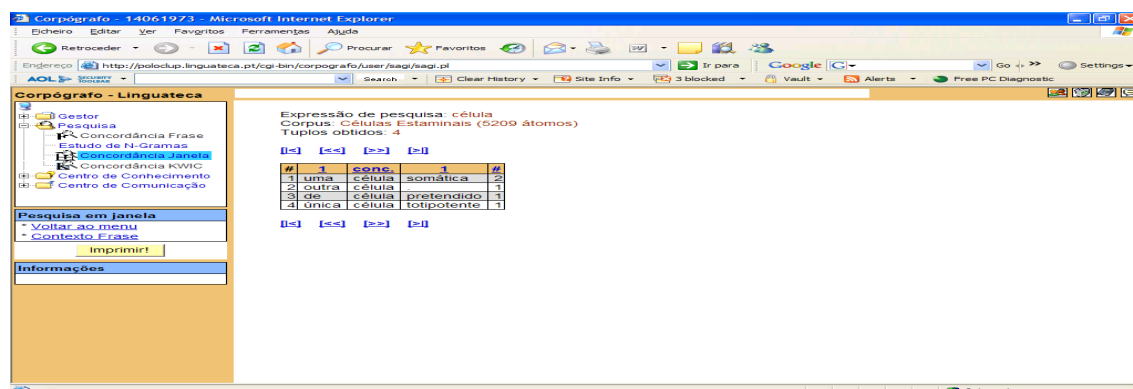 Corpógrafo - 14061973 - Microsoft Internet Explorer
Ficheiro Editar Ver Favoritos Ferramentas Ajuda
Retroceder Procurar Favoritos
Endereço http://poloclup.linguateca.pt/cgi-bin/corpografo/user/sagi/sagi.pl Ir para Google G Go Settings
AOL SECURITY TOOLBAR Search Clear History Site Info 3 blocked Vault Alerts Free PC Diagnostic
Corpógrafo - Linguateca
Gestor
Pesquisa
Concordância Frase
Estudo de N-Gramas
Concordância Janela
Concordância KWIC
Centro de Conhecimento
Centro de Comunicação
Pesquisa em janela
* Voltar ao menu
* Contexto Frase
Imprimir!
Informações
Expressão de pesquisa: célula
Corpus: Células Estaminais (5209 átomos)
Tuplos obtidos: 4
[|<] [<<] [>>] [>|]
# 1 conc. 1 #
1 uma célula somática 2
2 outra célula . 1
3 de célula pretendido 1
4 única célula totipotente 1
[|<] [<<] [>>] [>|]